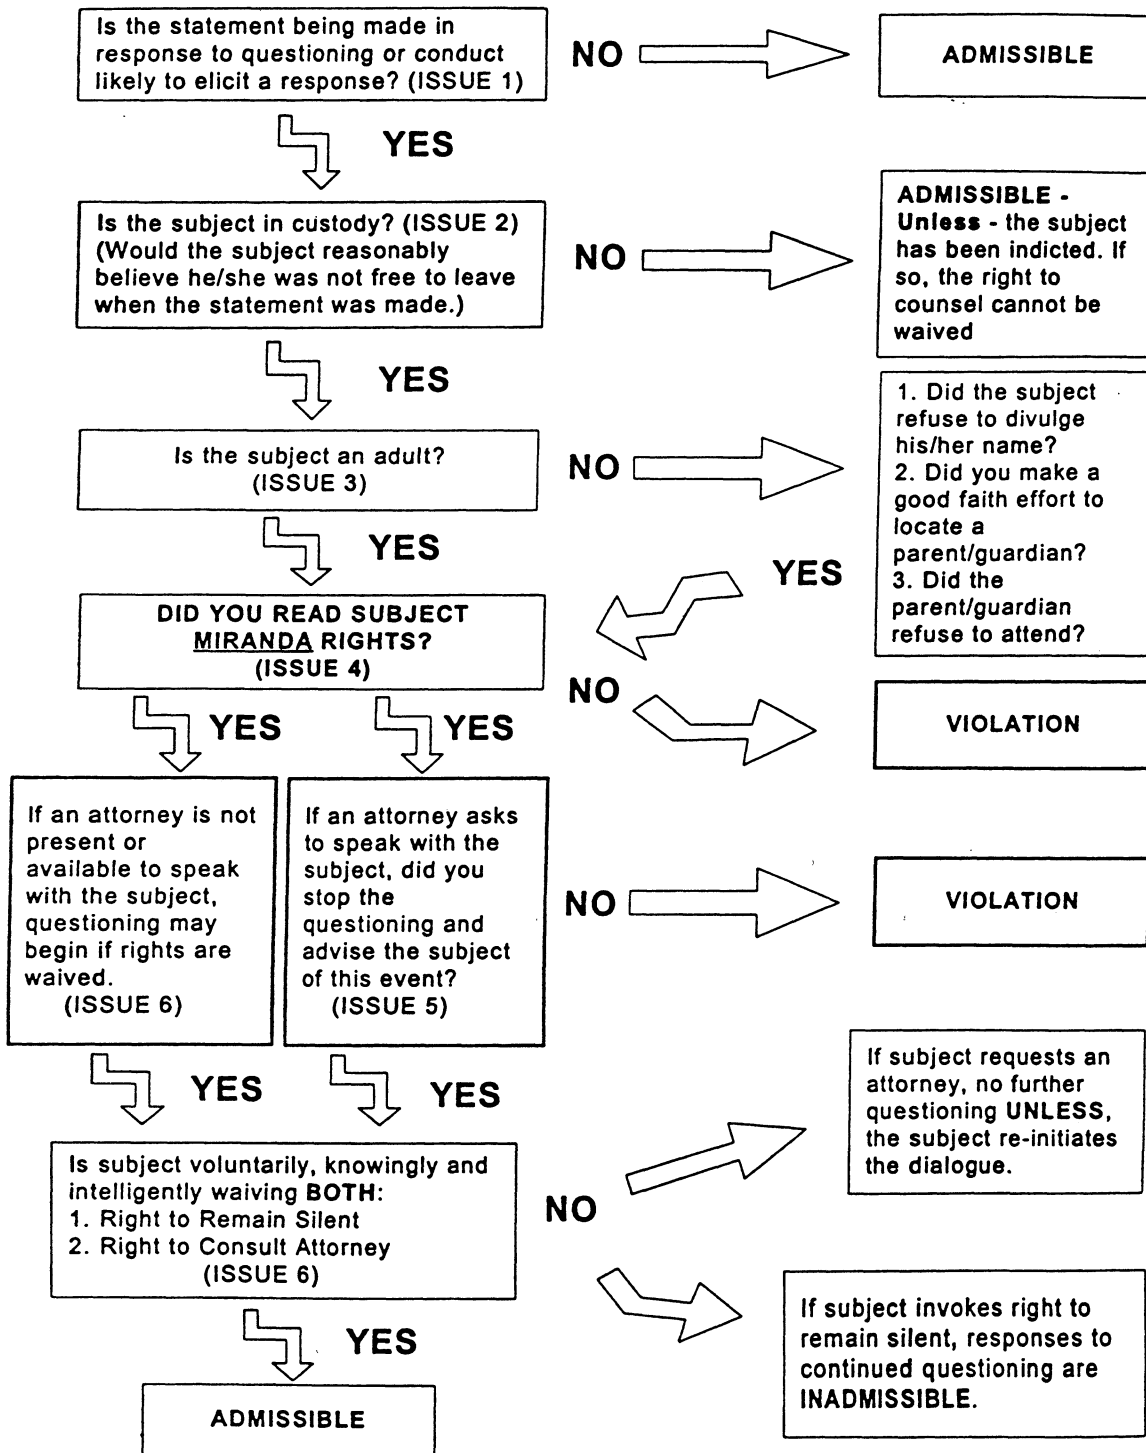 Is the statement being made in
response to questioning or conduct
likely to elicit a response? (ISSUE 1)
NO
ADMISSIBLE
YES
Is the subject in custody? (ISSUE 2)
(Would the subject reasonably
believe he/she was not free to leave
when the statement was made.)
NO
ADMISSIBLE -
Unless - the subject
has been indicted. If
so, the right to
counsel cannot be
waived
YES
Is the subject an adult?
(ISSUE 3)
NO
1. Did the subject
refuse to divulge
his/her name?
2. Did you make a
good faith effort to
locate a
parent/guardian?
3. Did the
parent/guardian
refuse to attend?
YES
YES
DID YOU READ SUBJECT
MIRANDA RIGHTS?
(ISSUE 4)
NO
VIOLATION
YES
YES
If an attorney is not
present or
available to speak
with the subject,
questioning may
begin if rights are
waived.
(ISSUE 6)
If an attorney asks
to speak with the
subject, did you
stop the
questioning and
advise the subject
of this event?
(ISSUE 5)
NO
VIOLATION
YES
YES
Is subject voluntarily, knowingly and
intelligently waiving BOTH:
1. Right to Remain Silent
2. Right to Consult Attorney
(ISSUE 6)
NO
If subject requests an
attorney, no further
questioning UNLESS,
the subject re-initiates
the dialogue.
If subject invokes right to
remain silent, responses to
continued questioning are
INADMISSIBLE.
YES
ADMISSIBLE